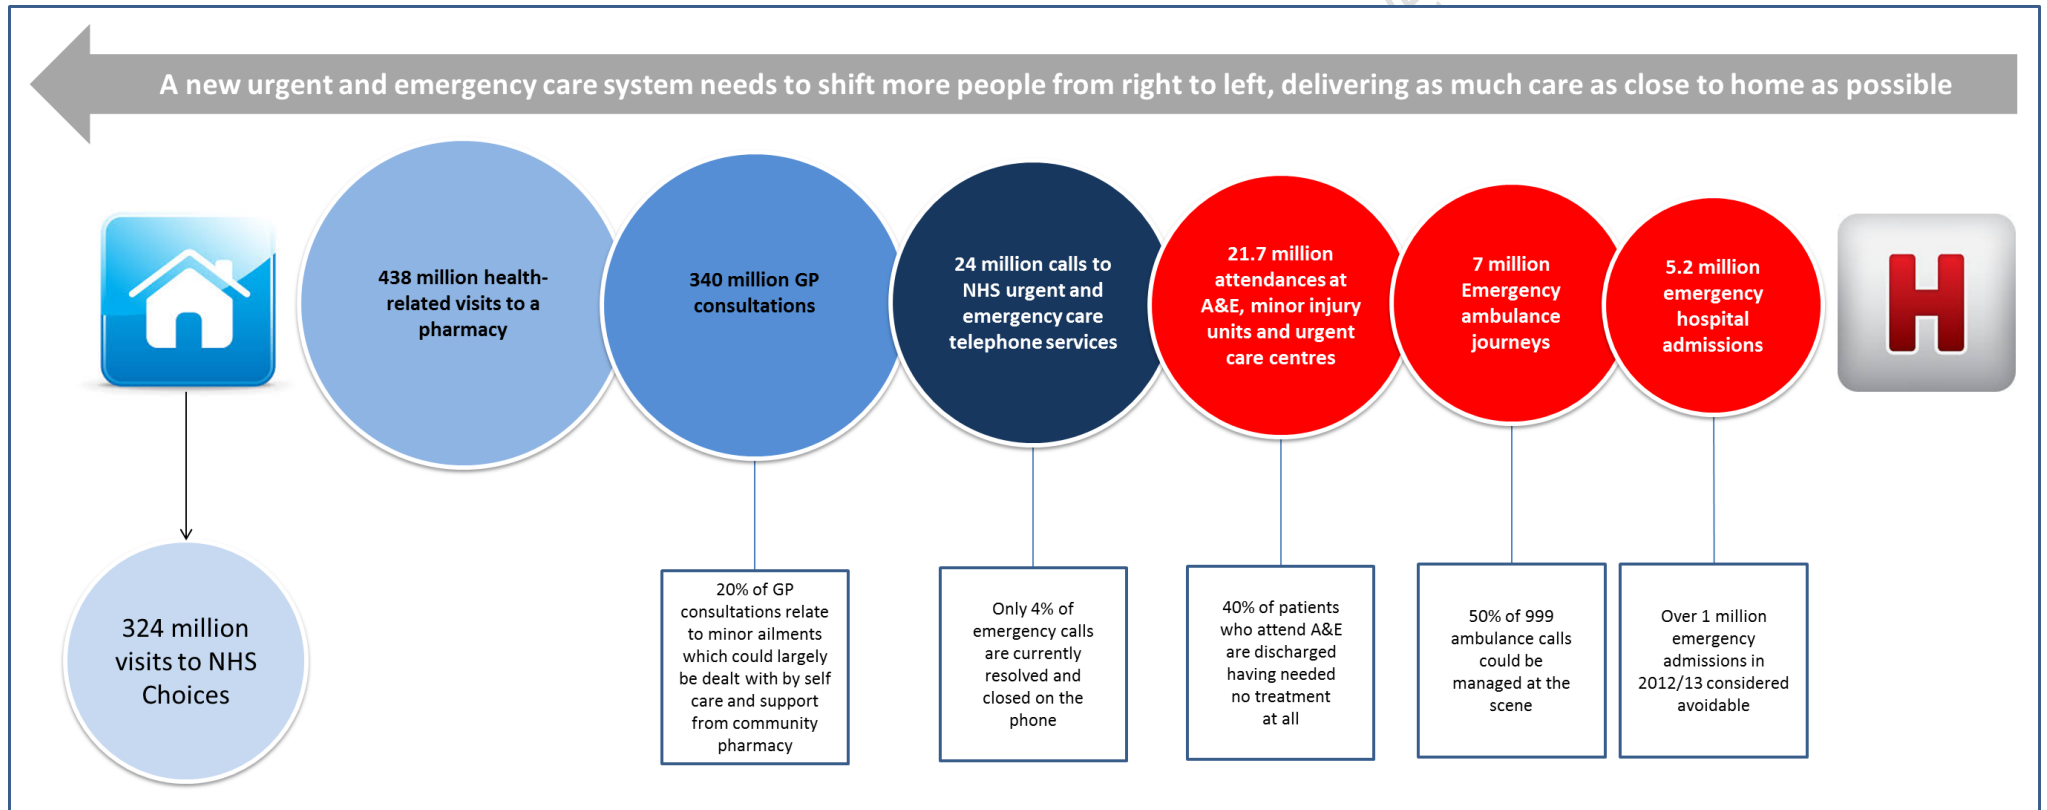 A new urgent and emergency care system needs to shift more people from right to left, delivering as much care as close to home as possible
438 million health-
related visits to a
pharmacy
340 million GP
consultations
24 million calls to
NHS urgent and
emergency care
telephone services
21.7 million
attendances at
A&E, minor injury
units and urgent
care centres
7 million
Emergency
ambulance
journeys
5.2 million
emergency
hospital
admissions
H
324 million
visits to NHS
Choices
20% of GP
consultations relate
to minor ailments
which could largely
be dealt with by self
care and support
from community
pharmacy
Only 4% of
emergency calls
are currently
resolved and
closed on the
phone
40% of patients
who attend A&E
are discharged
having needed
no treatment
at all
50% of 999
ambulance calls
could be
managed at the
scene
Over 1 million
emergency
admissions in
2012/13 considered
avoidable